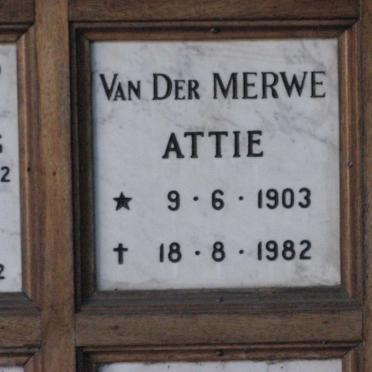 Van Der MERWE
ATTIE
★ 9 · 6 · 1903
✝ 18 · 8 · 1982